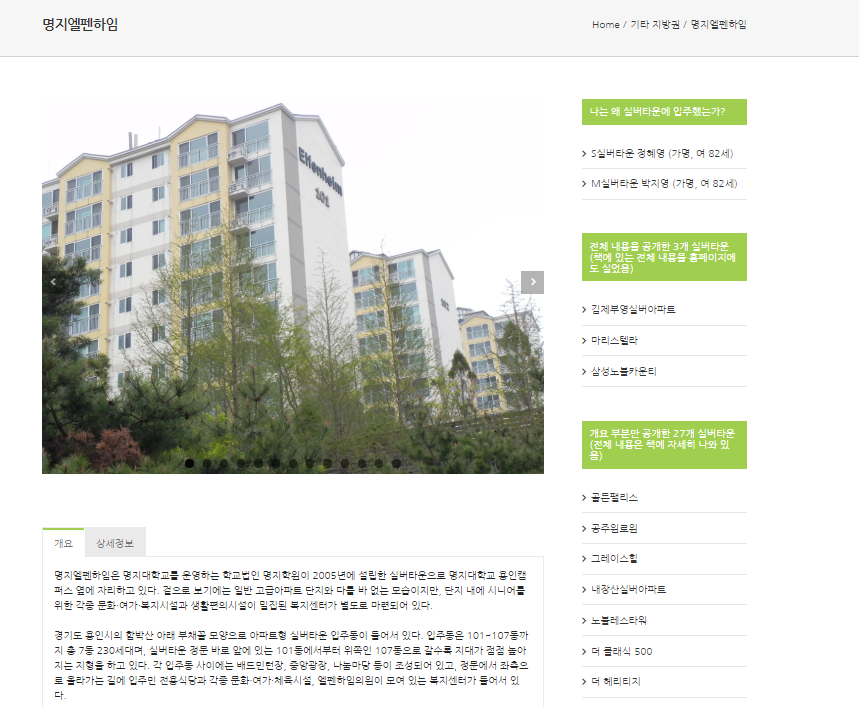 명지엘펜하임
Home / 기타 지방권 / 명지엘펜하임
Elfenheim
101
개요
상세정보
명지엘펜하임은 명지대학교를 운영하는 학교법인 명지학원이 2005년에 설립한 실버타운으로 명지대학교 용인캠
퍼스 옆에 자리하고 있다. 겉으로 보기에는 일반 고급아파트 단지와 다를 바 없는 모습이지만, 단지 내에 시니어를
위한 각종 문화·여가·복지시설과 생활편의시설이 밀집된 복지센터가 별도로 마련되어 있다.
경기도 용인시의 함박산 아래 부채꼴 모양으로 아파트형 실버타운 입주동이 들어서 있다. 입주동은 101~107동까
지 총 7동 230세대며, 실버타운 정문 바로 앞에 있는 101동에서부터 위쪽인 107동으로 갈수록 지대가 점점 높아
지는 지형을 하고 있다. 각 입주동 사이에는 배드민턴장, 중앙광장, 나눔마당 등이 조성되어 있고, 정문에서 좌측으
로 올라가는 길에 입주민 전용식당과 각종 문화·여가·체육시설, 엘펜하임의원이 모여 있는 복지센터가 들어서 있
다.
나는 왜 실버타운에 입주했는가?
S실버타운 정혜영 (가명, 여 82세)
M실버타운 박지영 (가명, 여 82세)
전체 내용을 공개한 3개 실버타운
(책에 있는 전체 내용을 홈페이지에
도 실었음)
김제부영실버아파트
마리스텔라
삼성노블카운티
개요 부분만 공개한 27개 실버타운
(전체 내용은 책에 자세히 나와 있
음)
골든팰리스
공주원로원
그레이스힐
내장산실버아파트
노블레스타워
더 클래식 500
더 헤리티지